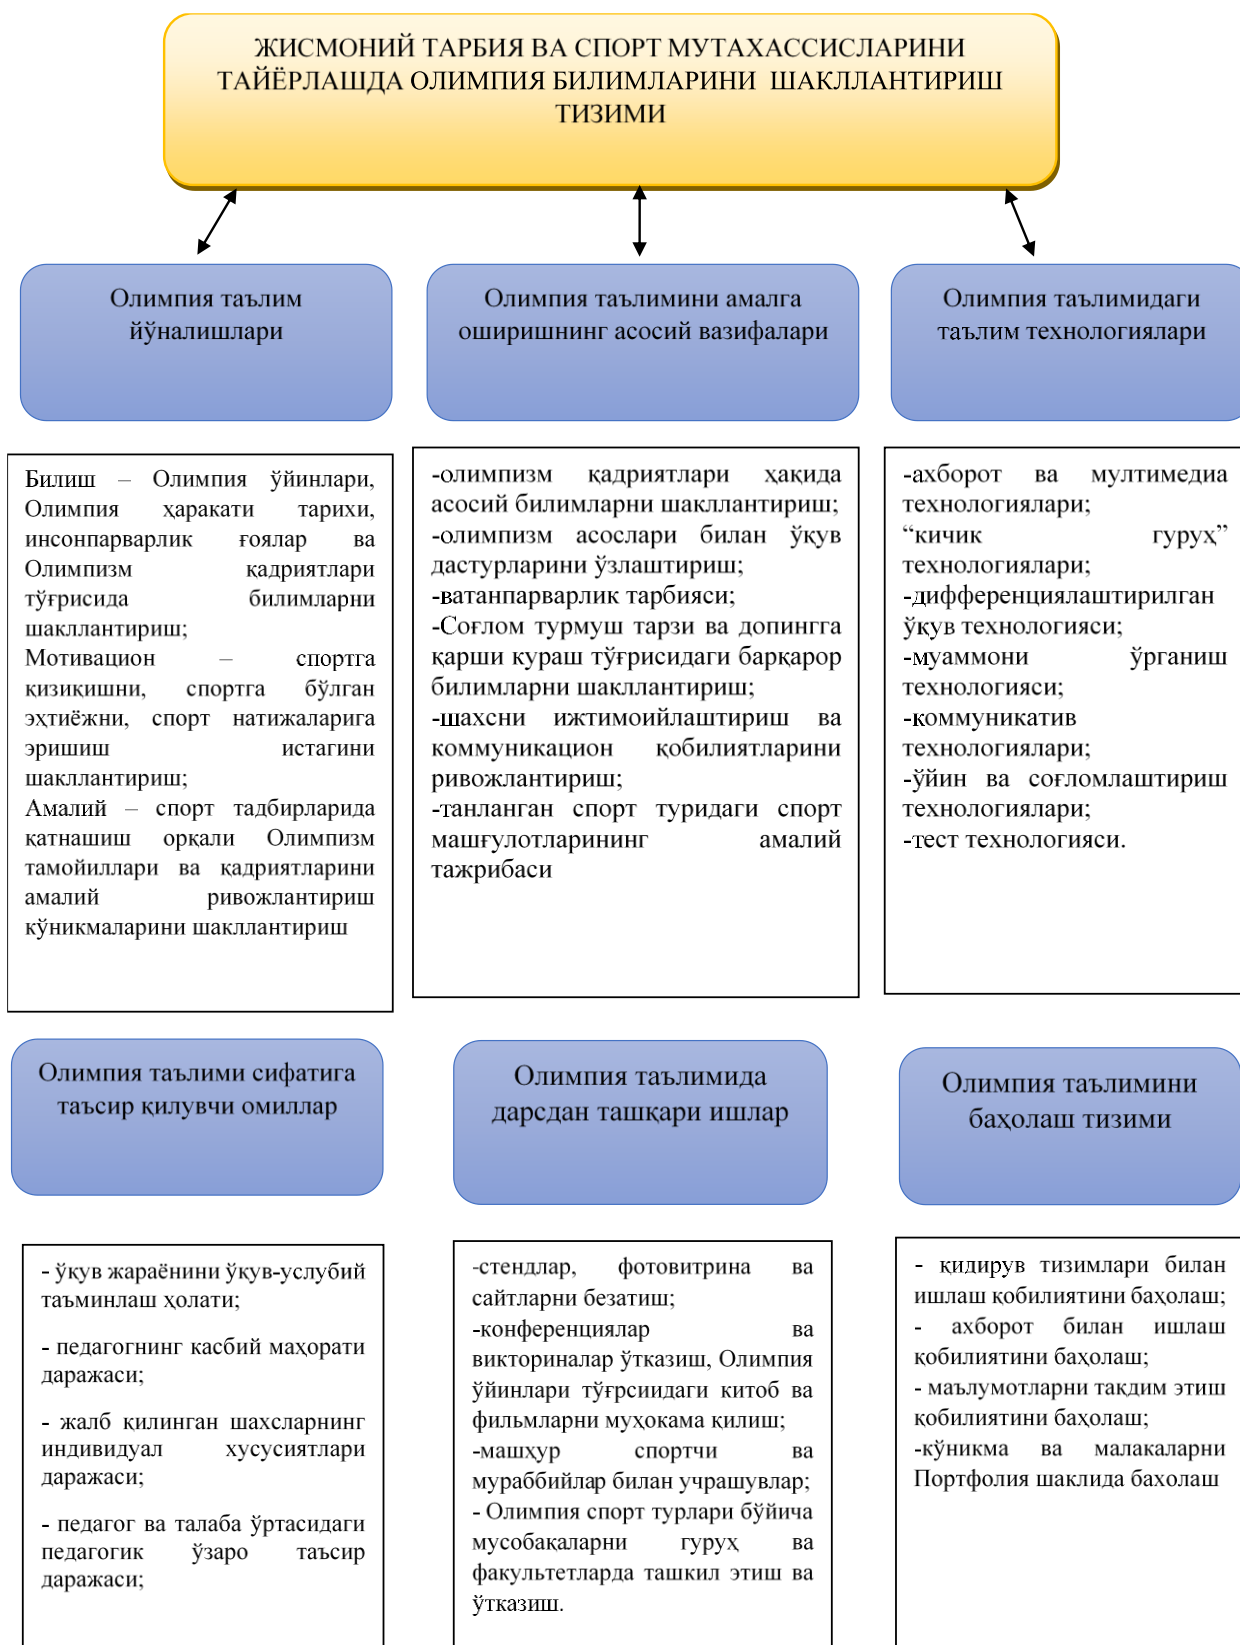 ЖИСМОНИЙ ТАРБИЯ ВА СПОРТ МУТАХАССИСЛАРИНИ
ТАЙЁРЛАШДА ОЛИМПИЯ БИЛИМЛАРИНИ ШАКЛЛАНТИРИШ
ТИЗИМИ
Олимпия таълим
йўналишлари
Олимпия таълимини амалга
оширишнинг асосий вазифалари
Олимпия таълимидаги
таълим технологиялари
Билиш – Олимпия ўйинлари,
Олимпия ҳаракати тарихи,
инсонпарварлик ғоялар ва
Олимпизм қадриятлари
тўғрисида билимларни
шакллантириш;
Мотивацион – спортга
қизиқишни, спортга бўлган
эҳтиёжни, спорт натижаларига
эришиш истагини
шакллантириш;
Амалий – спорт тадбирларида
қатнашиш орқали Олимпизм
тамойиллари ва қадриятларини
амалий ривожлантириш
кўникмаларини шакллантириш
-олимпизм қадриятлари ҳақида
асосий билимларни шакллантириш;
-олимпизм асослари билан ўқув
дастурларини ўзлаштириш;
-ватанпарварлик тарбияси;
-Соғлом турмуш тарзи ва допингга
қарши кураш тўғрисидаги барқарор
билимларни шакллантириш;
-шахсни ижтимоийлаштириш ва
коммуникацион қобилиятларини
ривожлантириш;
-танланган спорт туридаги спорт
машғулотларининг амалий
тажрибаси
-ахборот ва мултимедиа
технологиялари;
“кичик гуруҳ”
технологиялари;
-дифференциялаштирилган
ўқув технологияси;
-муаммони ўрганиш
технологияси;
-коммуникатив
технологиялари;
-ўйин ва соғломлаштириш
технологиялари;
-тест технологияси.
Олимпия таълими сифатига
таъсир қилувчи омиллар
Олимпия таълимида
дарсдан ташқари ишлар
Олимпия таълимини
баҳолаш тизими
- ўқув жараёнини ўқув-услубий
таъминлаш ҳолати;
- педагогнинг касбий маҳорати
даражаси;
- жалб қилинган шахсларнинг
индивидуал хусусиятлари
даражаси;
- педагог ва талаба ўртасидаги
педагогик ўзаро таъсир
даражаси;
-стендлар, фотовитрина ва
сайтларни безатиш;
-конференциялар ва
викториналар ўтказиш, Олимпия
ўйинлари тўғрсиидаги китоб ва
фильмларни муҳокама қилиш;
-машҳур спортчи ва
мураббийлар билан учрашувлар;
- Олимпия спорт турлари бўйича
мусобақаларни гуруҳ ва
факультетларда ташкил этиш ва
ўтказиш.
- қидирув тизимлари билан
ишлаш қобилиятини баҳолаш;
- ахборот билан ишлаш
қобилиятини баҳолаш;
- маълумотларни тақдим этиш
қобилиятини баҳолаш;
-кўникма ва малакаларни
Портфолия шаклида бахолаш